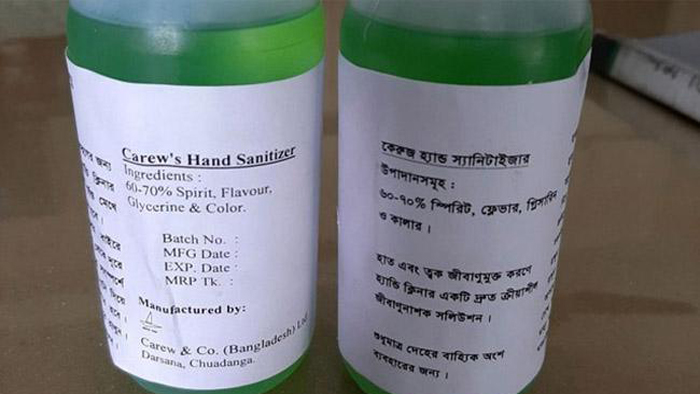 Carew's Hand Sanitizer
Ingredients :
60-70% Spirit, Flavour,
Glycerine & Color.
Batch No. :
MFG Date :
EXP. Date :
MRP Tk. :
Manufactured by:
Carew & Co. (Bangladesh) Ltd
Darsana, Chuadanga.
কেরুজ হ্যান্ড স্যানিটাইজার
উপাদানসমূহ :
৬০-৭০% স্পিরিট, ফ্লেভার, গ্লিসারিন
ও কালার ।
হাত এবং ত্বক জীবাণুমুক্ত করণে
হ্যান্ড ক্লিনার একটি দ্রুত ক্রীয়াশীল
জীবাণুনাশক সলিউশন ।
শুধুমাত্র দেহের বাহ্যিক অংশ
ব্যবহারের জন্য ।